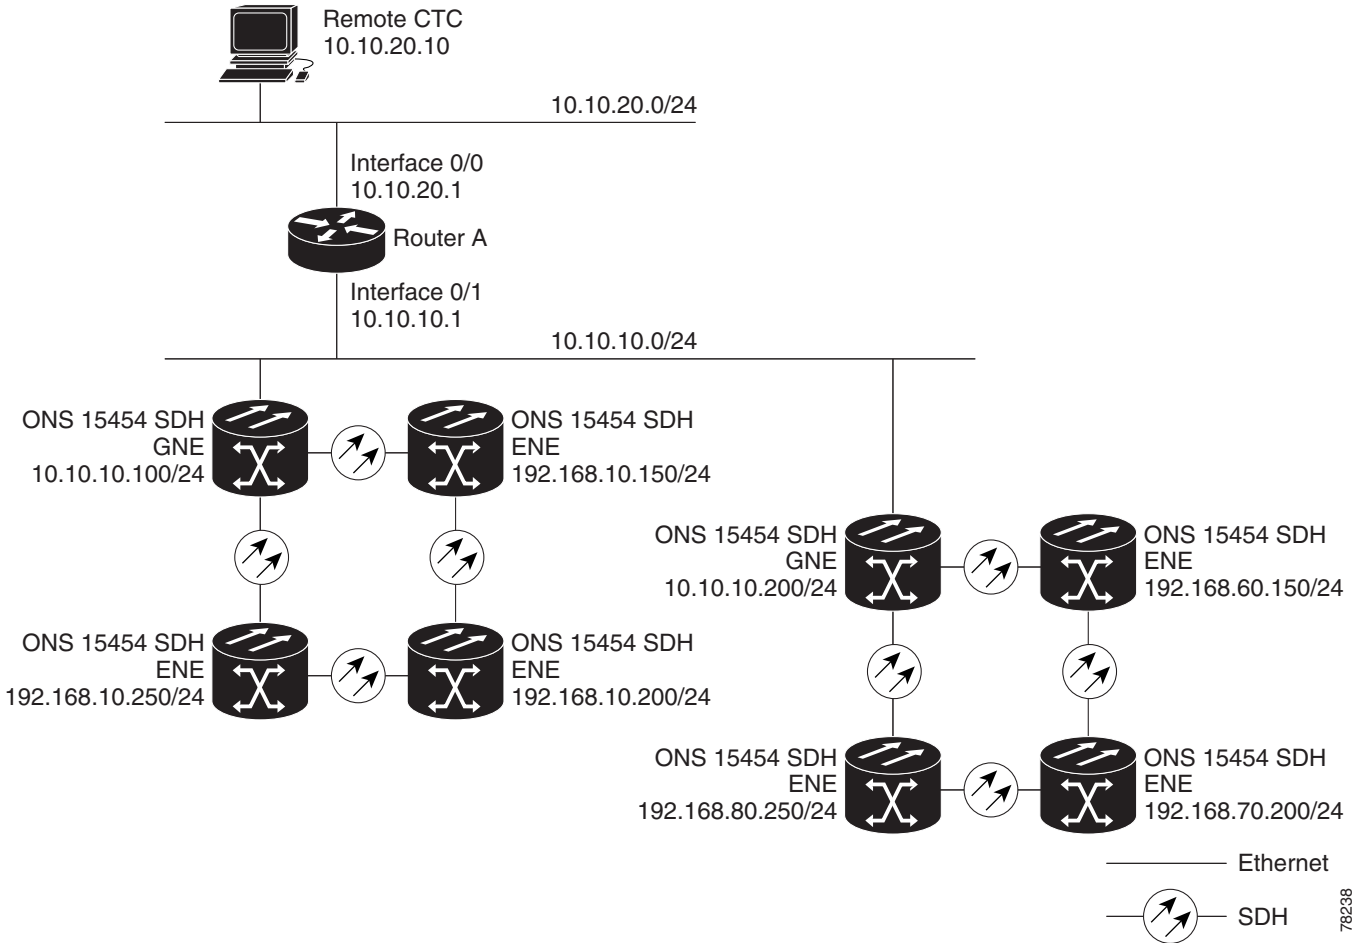 Remote CTC
10.10.20.10
10.10.20.0/24
Interface 0/0
10.10.20.1
Router A
Interface 0/1
10.10.10.1
10.10.10.0/24
ONS 15454 SDH
GNE
10.10.10.100/24
ONS 15454 SDH
ENE
192.168.10.150/24
ONS 15454 SDH
GNE
10.10.10.200/24
ONS 15454 SDH
ENE
192.168.60.150/24
ONS 15454 SDH
ENE
192.168.10.250/24
ONS 15454 SDH
ENE
192.168.10.200/24
ONS 15454 SDH
ENE
192.168.80.250/24
ONS 15454 SDH
ENE
192.168.70.200/24
Ethernet
SDH
78238